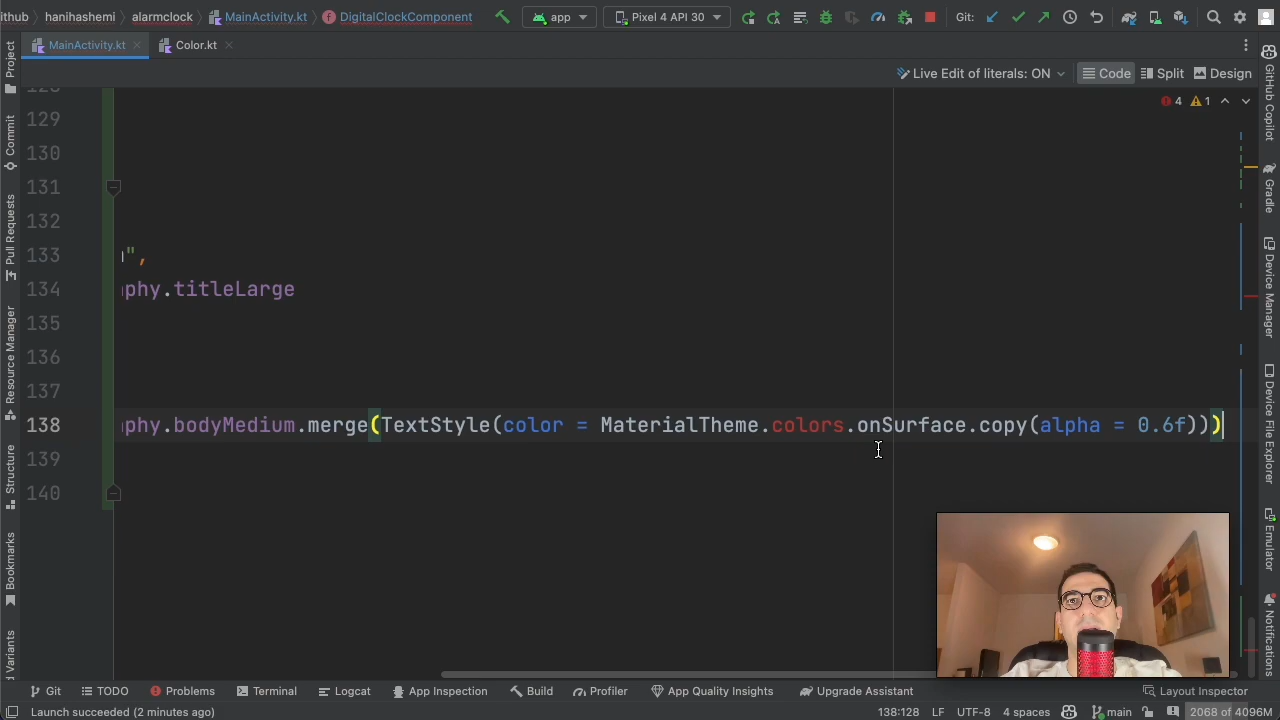 ithub hanihashemi alarmclock MainActivity.kt DigitalClockComponent app Pixel 4 API 30 Git:
MainActivity.kt Color.kt
Live Edit of literals: ON Code Split Design
4 1
129
130
131
132
133 ",
134 phy.titleLarge
135
136
137
138 phy.bodyMedium.merge(TextStyle(color = MaterialTheme.colors.onSurface.copy(alpha = 0.6f)))
139
140
Project
Commit
Pull Requests
Resource Manager
Structure
Bookmarks
Variants
GitHub Copilot
Gradle
Device Manager
Device File Explorer
Emulator
Notifications
Git TODO Problems Terminal Logcat App Inspection Build Profiler App Quality Insights Upgrade Assistant Layout Inspector
Launch succeeded (2 minutes ago) 138:128 LF UTF-8 4 spaces main 2068 of 4096M